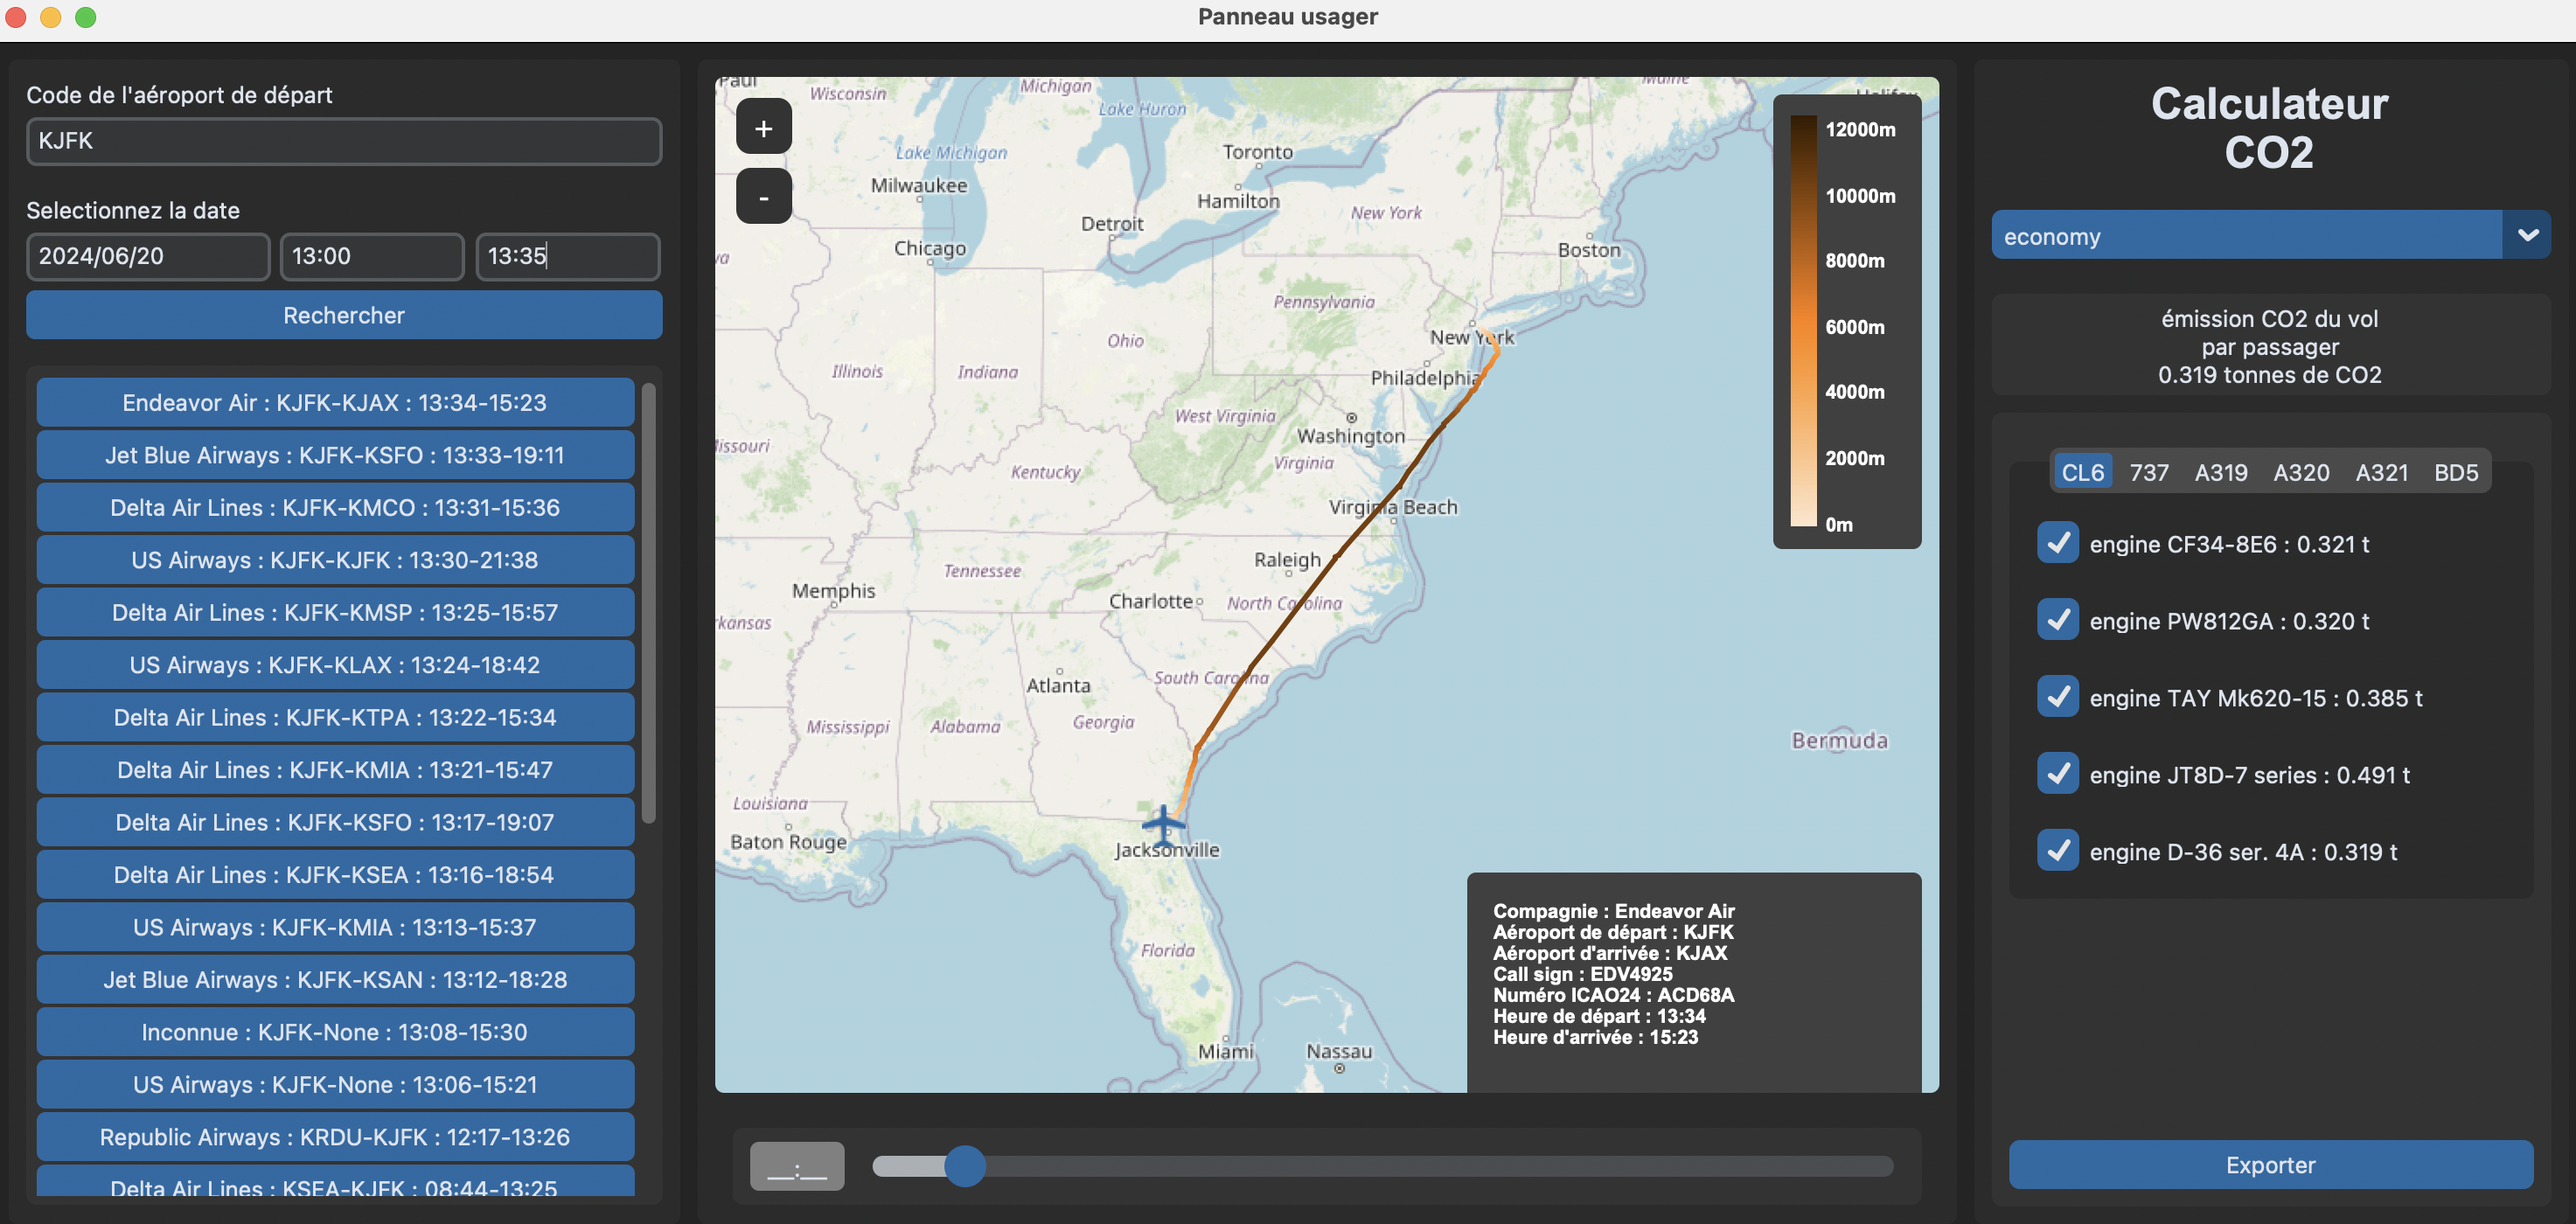 Panneau usager
Code de l'aéroport de départ
KJFK
Selectionnez la date
2024/06/20
13:00
13:35
Rechercher
Endeavor Air : KJFK-KJAX : 13:34-15:23
Jet Blue Airways : KJFK-KSFO : 13:33-19:11
Delta Air Lines : KJFK-KMCO : 13:31-15:36
US Airways : KJFK-KJFK : 13:30-21:38
Delta Air Lines : KJFK-KMSP : 13:25-15:57
US Airways : KJFK-KLAX : 13:24-18:42
Delta Air Lines : KJFK-KTPA : 13:22-15:34
Delta Air Lines : KJFK-KMIA : 13:21-15:47
Delta Air Lines : KJFK-KSFO : 13:17-19:07
Delta Air Lines : KJFK-KSEA : 13:16-18:54
US Airways : KJFK-KMIA : 13:13-15:37
Jet Blue Airways : KJFK-KSAN : 13:12-18:28
Inconnue : KJFK-None : 13:08-15:30
US Airways : KJFK-None : 13:06-15:21
Republic Airways : KRDU-KJFK : 12:17-13:26
Delta Air Lines : KSEA-KJFK : 08:44-13:25
+
-
Paul
Wisconsin
Michigan
Lake Huron
Maine
Halifax
Lake Michigan
Toronto
Milwaukee
Hamilton
New York
Detroit
Chicago
Boston
va
Pennsylvania
New York
Ohio
Illinois
Indiana
Philadelphia
West Virginia
Washington
lissouri
Kentucky
Virginia
Virginia Beach
Raleigh
Tennessee
Memphis
Charlotte
North Carolina
rkansas
South Carolina
Atlanta
Mississippi
Alabama
Georgia
Bermuda
Louisiana
Baton Rouge
Jacksonville
Florida
Miami
Nassau
12000m
10000m
8000m
6000m
4000m
2000m
0m
Compagnie : Endeavor Air
Aéroport de départ : KJFK
Aéroport d'arrivée : KJAX
Call sign : EDV4925
Numéro ICAO24 : ACD68A
Heure de départ : 13:34
Heure d'arrivée : 15:23
__:__
Calculateur
CO2
economy
émission CO2 du vol
par passager
0.319 tonnes de CO2
CL6 737 A319 A320 A321 BD5
engine CF34-8E6 : 0.321 t
engine PW812GA : 0.320 t
engine TAY Mk620-15 : 0.385 t
engine JT8D-7 series : 0.491 t
engine D-36 ser. 4A : 0.319 t
Exporter